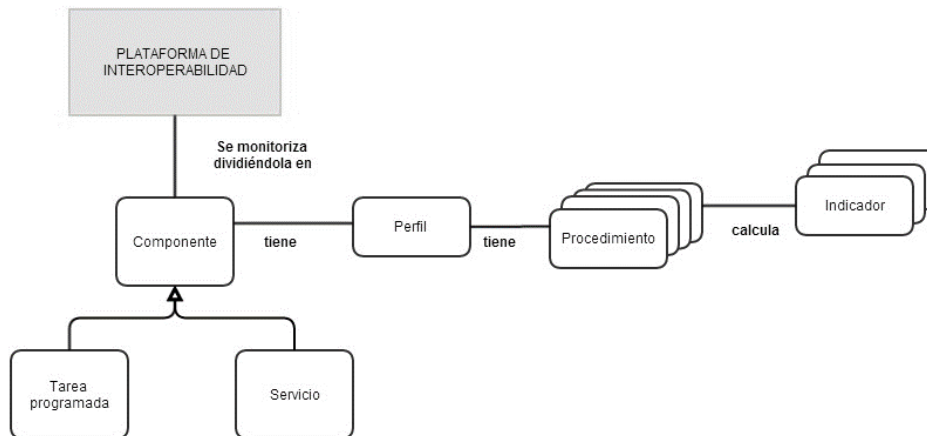 PLATAFORMA DE
INTEROPERABILIDAD
Se monitoriza
dividiéndola en
Componente
tiene
Perfil
tiene
Procedimiento
calcula
Indicador
Tarea
programada
Servicio